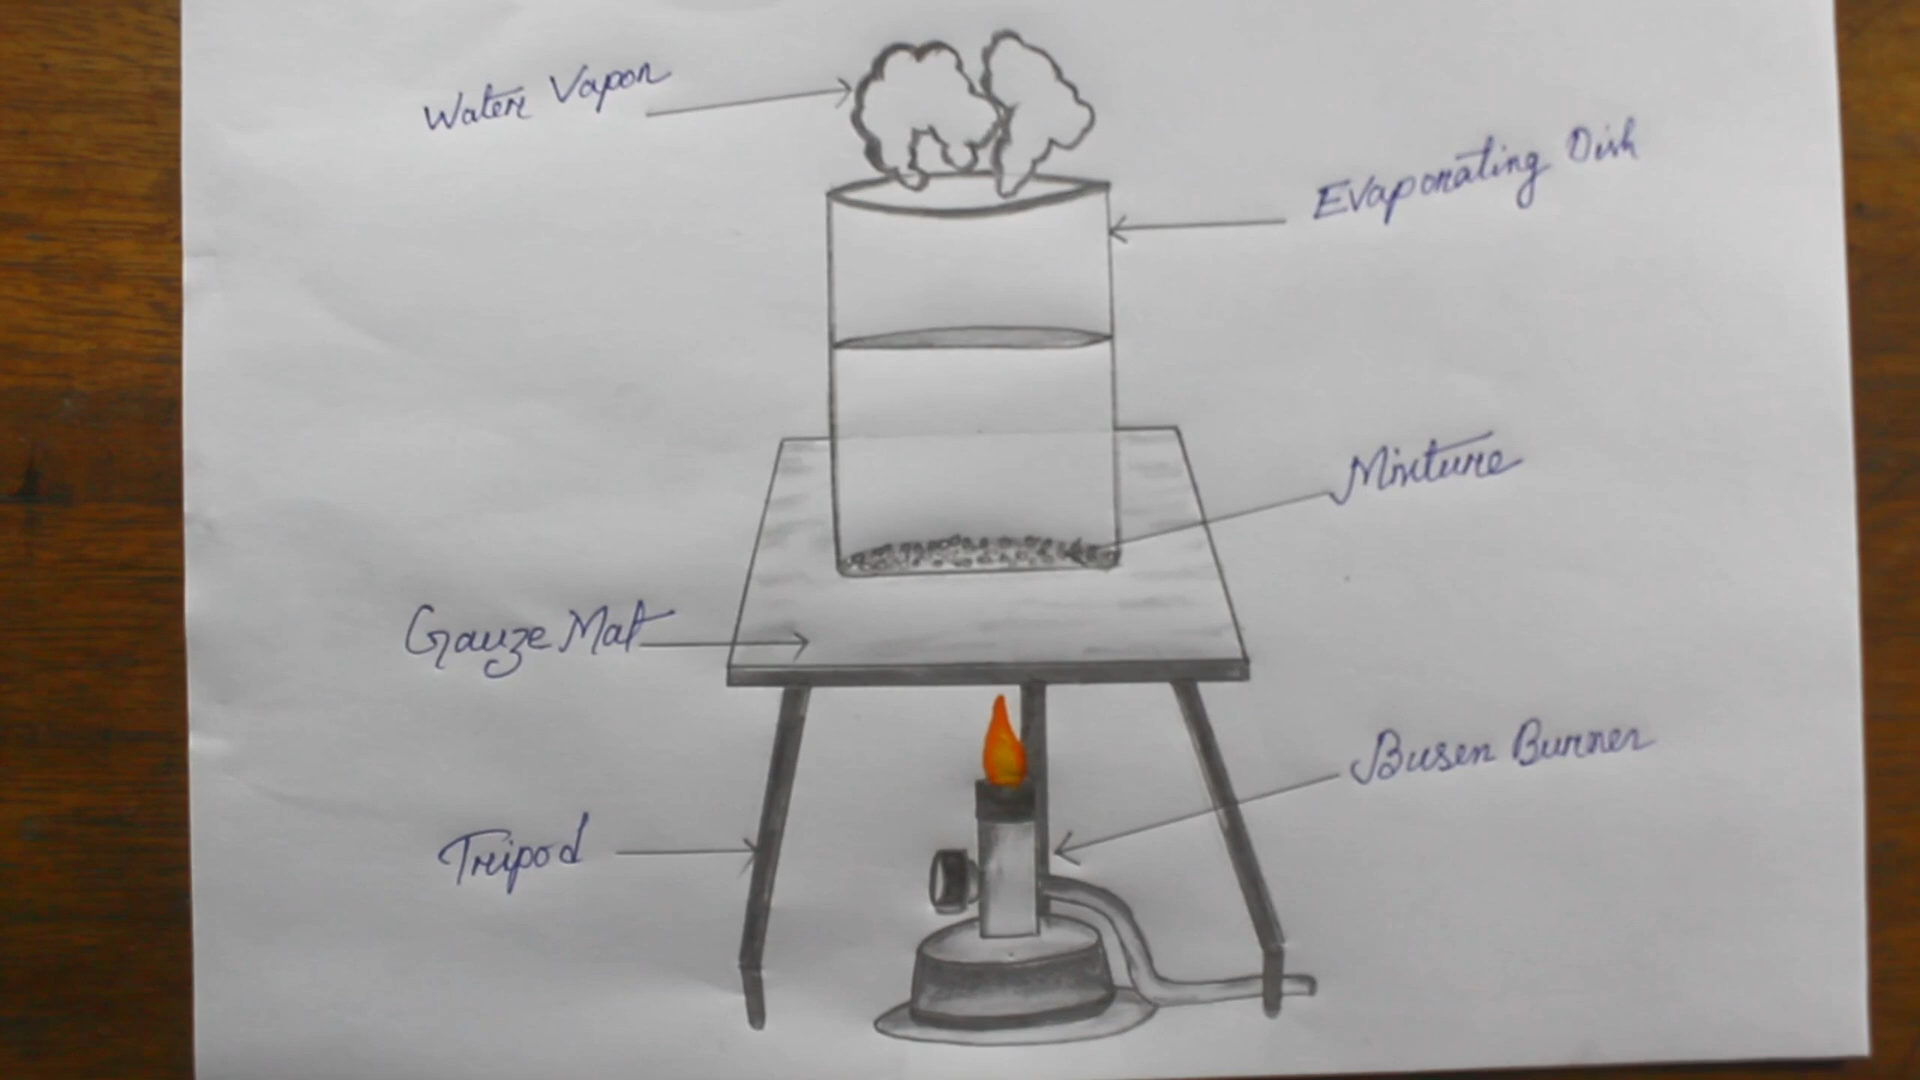 Water Vapor
Evaporating Dish
Mixture
Gauze Mat
Busen Burner
Tripod